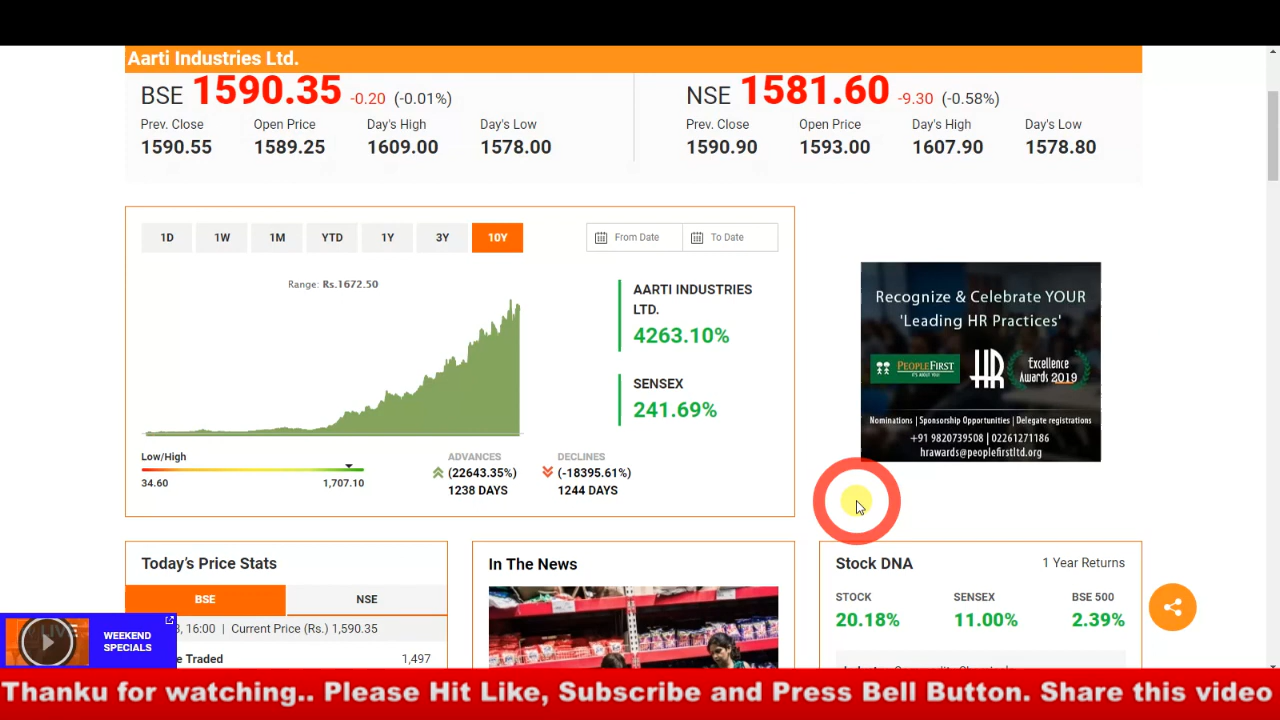 Aarti Industries Ltd.
BSE 1590.35 -0.20 (-0.01%)
Prev. Close Open Price Day's High Day's Low
1590.55 1589.25 1609.00 1578.00
NSE 1581.60 -9.30 (-0.58%)
Prev. Close Open Price Day's High Day's Low
1590.90 1593.00 1607.90 1578.80
1D 1W 1M YTD 1Y 3Y 10Y
From Date To Date
Range: Rs.1672.50
AARTI INDUSTRIES
LTD.
4263.10%
SENSEX
241.69%
Low/High
34.60 1,707.10
ADVANCES
(22643.35%)
1238 DAYS
DECLINES
(-18395.61%)
1244 DAYS
Recognize & Celebrate YOUR
'Leading HR Practices'
PEOPLEFIRST
IT'S ABOUT YOU!
HR
Excellence
Awards 2019
Nominations | Sponsorship Opportunities | Delegate registrations
+91 9820739508 | 02261271186
hrawards@peoplefirstltd.org
Today's Price Stats
BSE NSE
3, 16:00 | Current Price (Rs.) 1,590.35
e Traded 1,497
In The News
Stock DNA 1 Year Returns
STOCK SENSEX BSE 500
20.18% 11.00% 2.39%
WEEKEND
SPECIALS
Thanku for watching.. Please Hit Like, Subscribe and Press Bell Button. Share this video